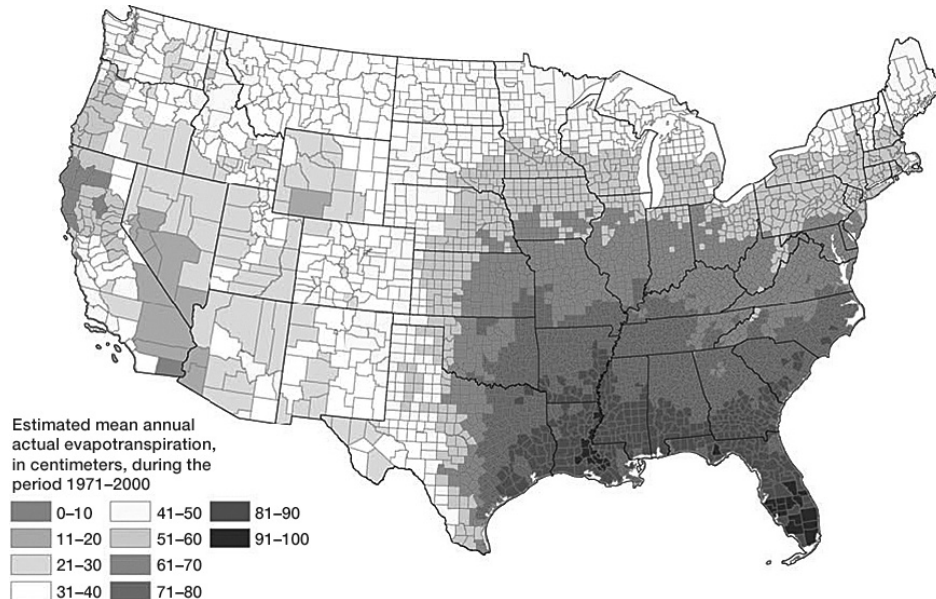 Estimated mean annual
actual evapotranspiration,
in centimeters, during the
period 1971–2000
0–10
11–20
21–30
31–40
41–50
51–60
61–70
71–80
81–90
91–100